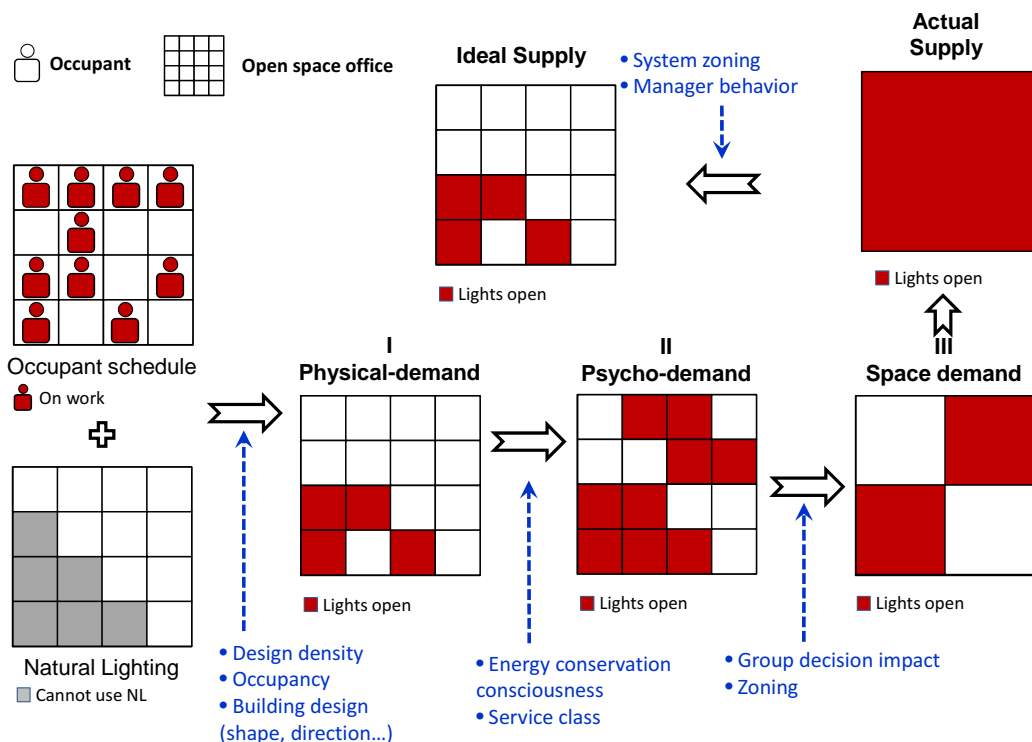 Occupant
Open space office
Ideal Supply
• System zoning
• Manager behavior
Actual
Supply
Lights open
Lights open
Occupant schedule
On work
I
Physical-demand
II
Psycho-demand
III
Space demand
Natural Lighting
Cannot use NL
Lights open
Lights open
Lights open
• Design density
• Occupancy
• Building design
(shape, direction...)
• Energy conservation
consciousness
• Service class
• Group decision impact
• Zoning